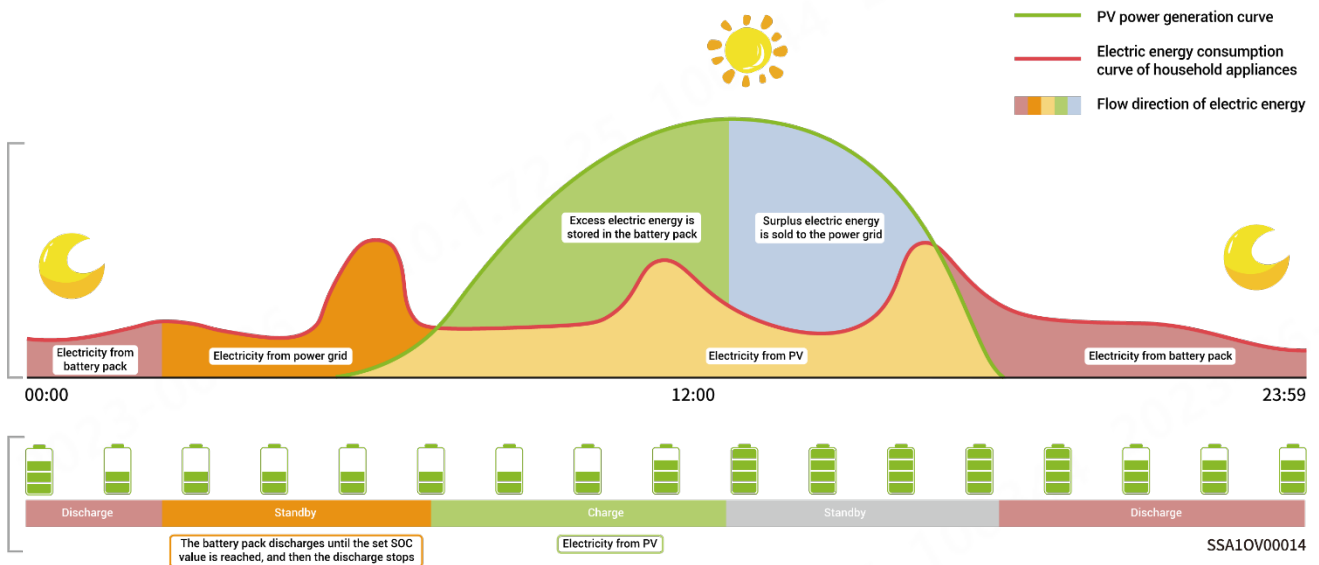 PV power generation curve
Electric energy consumption
curve of household appliances
Flow direction of electric energy
Excess electric energy is
stored in the battery pack
Surplus electric energy
is sold to the power grid
Electricity from
battery pack
Electricity from power grid
Electricity from PV
Electricity from battery pack
00:00
12:00
23:59
Discharge
Standby
Charge
Standby
Discharge
The battery pack discharges until the set SOC
value is reached, and then the discharge stops
Electricity from PV
SSA1OV00014